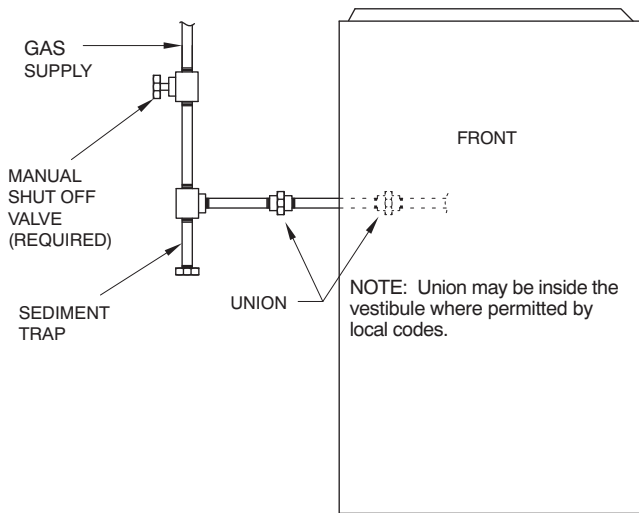 GAS
SUPPLY
FRONT
MANUAL
SHUT OFF
VALVE
(REQUIRED)
SEDIMENT
TRAP
UNION
NOTE: Union may be inside the
vestibule where permitted by
local codes.